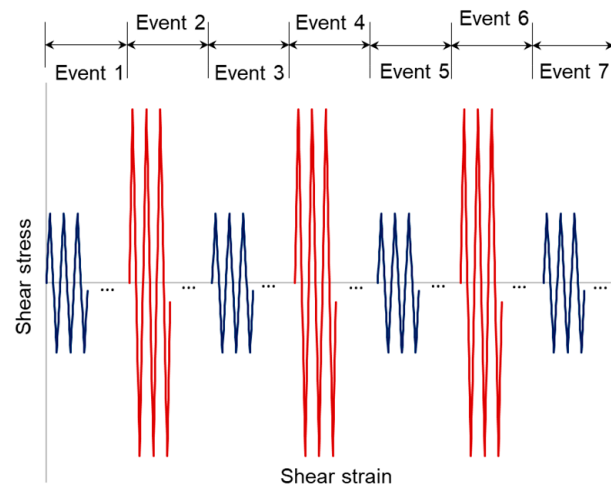 Event 2
Event 4
Event 6
Event 1
Event 3
Event 5
Event 7
Shear stress
... ... ... ... ... ... ...
Shear strain